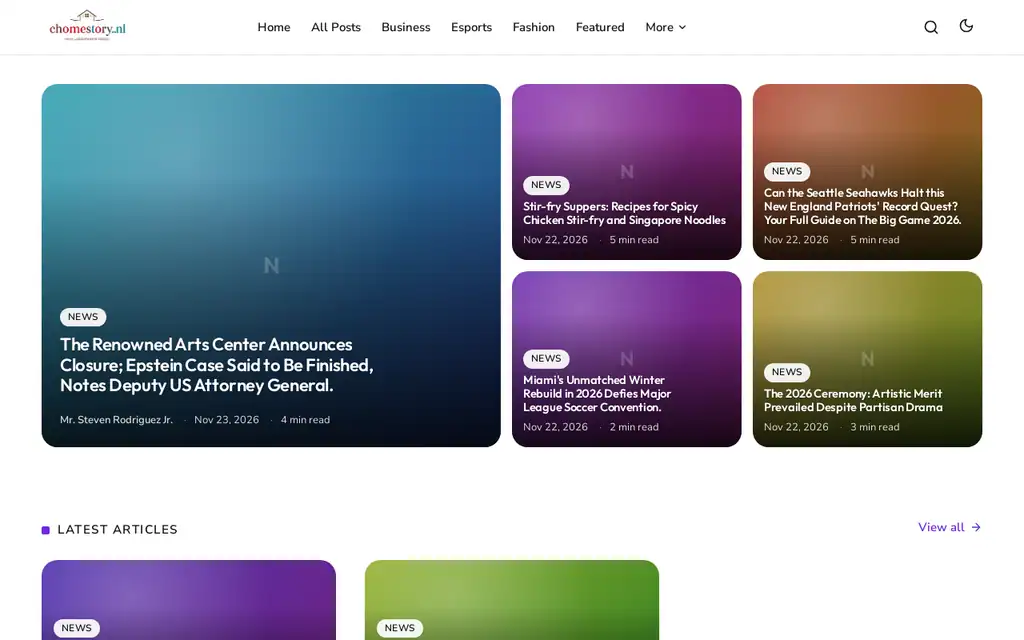 chomestory.nl
Home
All Posts
Business
Esports
Fashion
Featured
More
N
NEWS
The Renowned Arts Center Announces
Closure; Epstein Case Said to Be Finished,
Notes Deputy US Attorney General.
Mr. Steven Rodriguez Jr. · Nov 23, 2026 · 4 min read
N
NEWS
Stir-fry Suppers: Recipes for Spicy
Chicken Stir-fry and Singapore Noodles
Nov 22, 2026 · 5 min read
N
NEWS
Can the Seattle Seahawks Halt this
New England Patriots' Record Quest?
Your Full Guide on The Big Game 2026.
Nov 22, 2026 · 5 min read
N
NEWS
Miami's Unmatched Winter
Rebuild in 2026 Defies Major
League Soccer Convention.
Nov 22, 2026 · 2 min read
N
NEWS
The 2026 Ceremony: Artistic Merit
Prevailed Despite Partisan Drama
Nov 22, 2026 · 3 min read
LATEST ARTICLES
View all
NEWS
NEWS